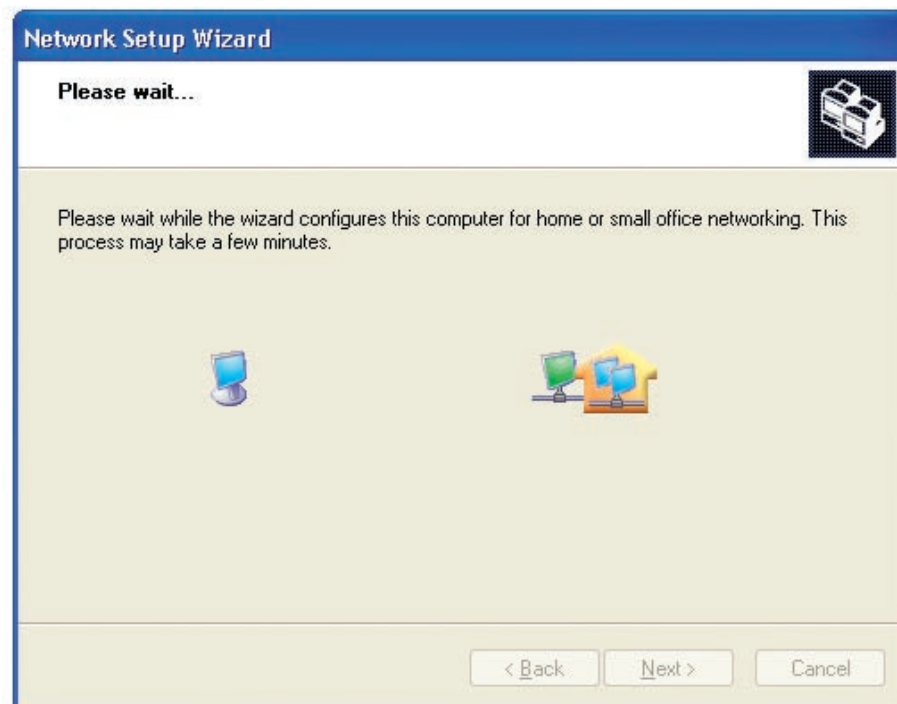 Network Setup Wizard
Please wait...
Please wait while the wizard configures this computer for home or small office networking. This
process may take a few minutes.
< Back
Next >
Cancel